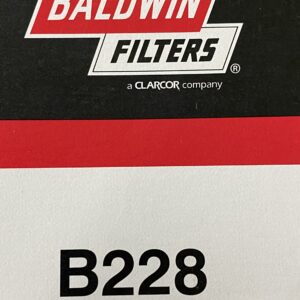 BALDWIN
FILTERS®
a CLARCOR company
B228